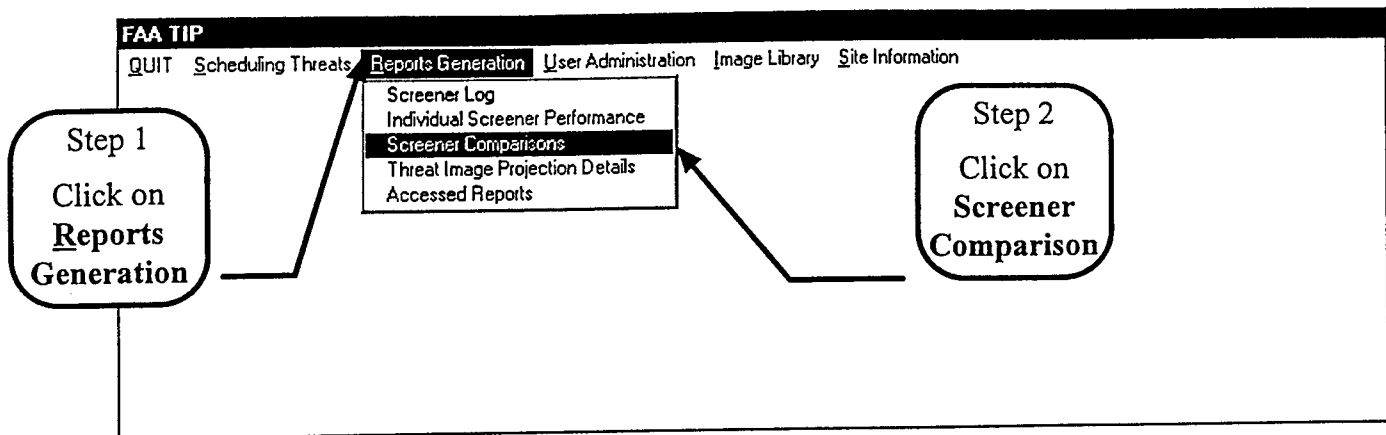 FAA TIP
QUIT Scheduling Threats Reports Generation User Administration Image Library Site Information
Screener Log
Individual Screener Performance
Screener Comparisons
Threat Image Projection Details
Accessed Reports
Step 1
Click on
Reports
Generation
Step 2
Click on
Screener
Comparison